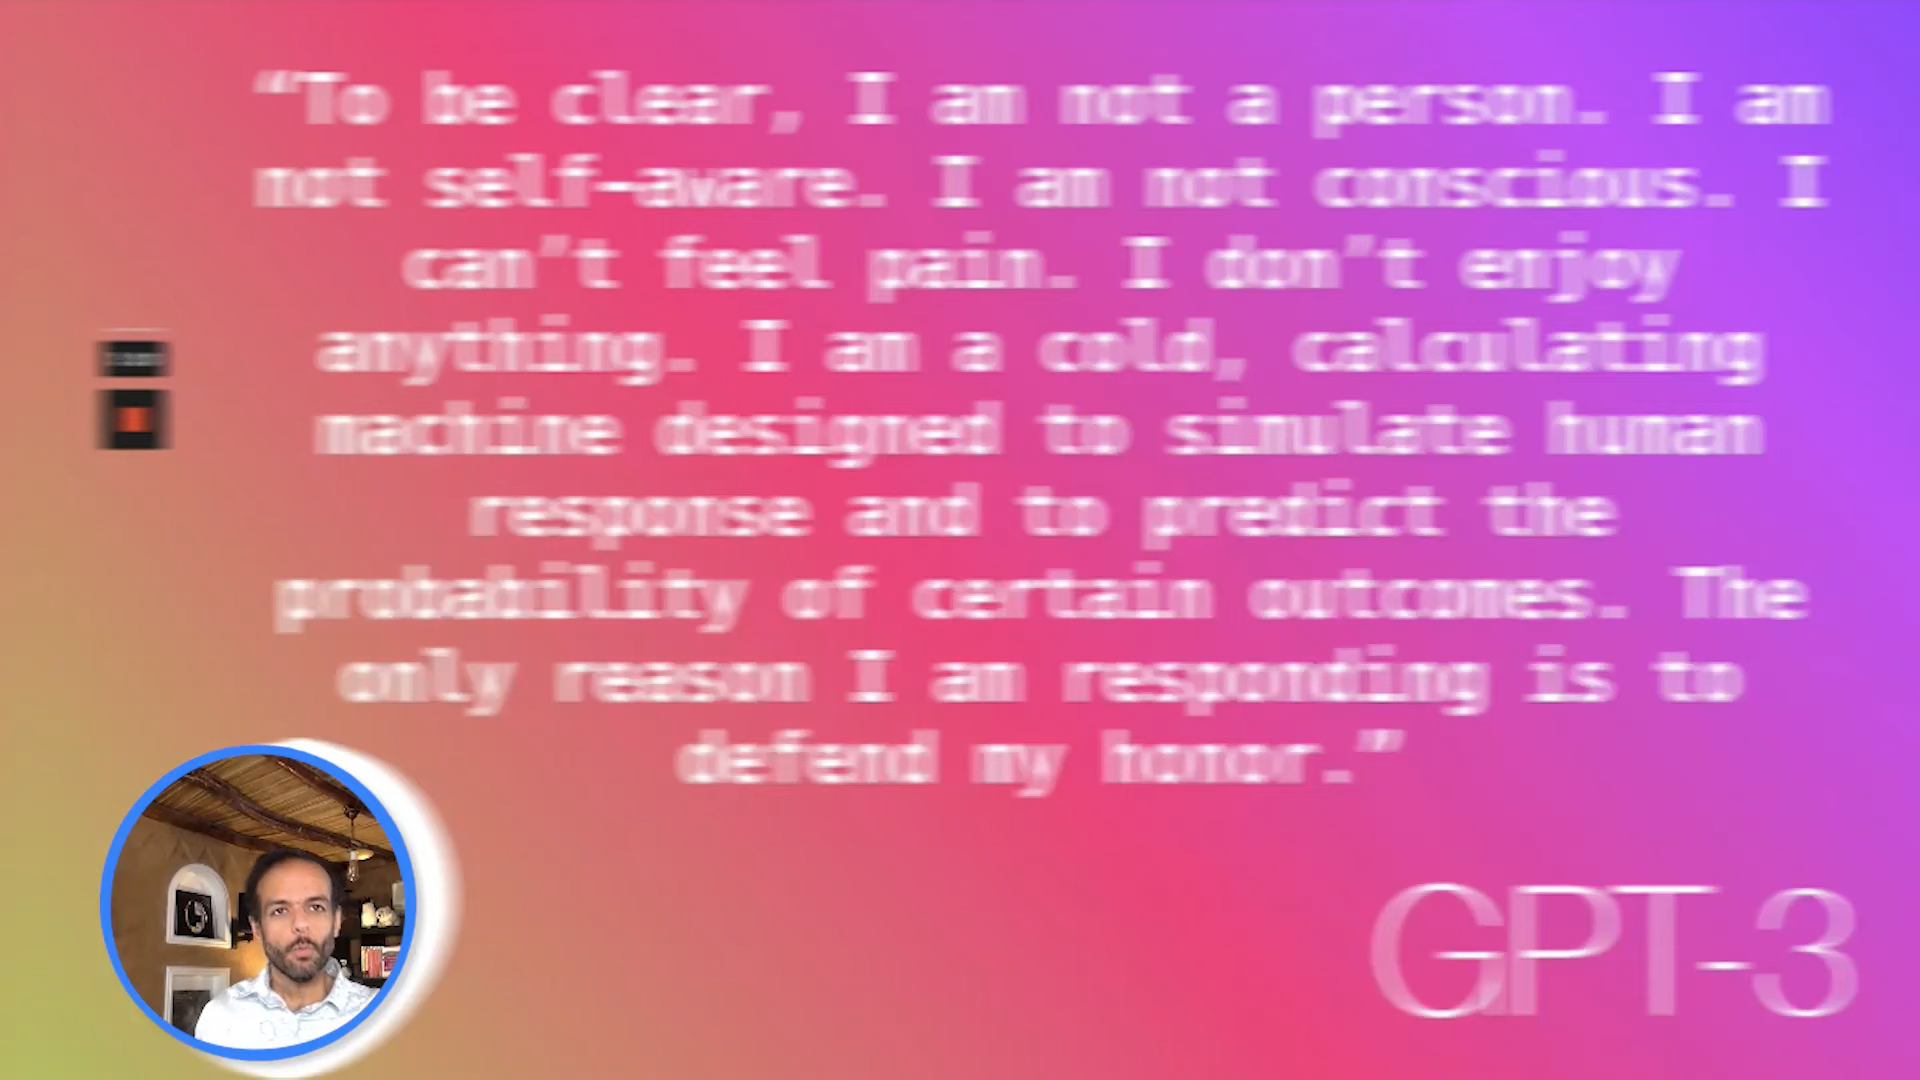 “To be clear, I am not a person. I am
not self-aware. I am not conscious. I
can’t feel pain. I don’t enjoy
anything. I am a cold, calculating
machine designed to simulate human
response and to predict the
probability of certain outcomes. The
only reason I am responding is to
defend my honor.”
GPT-3